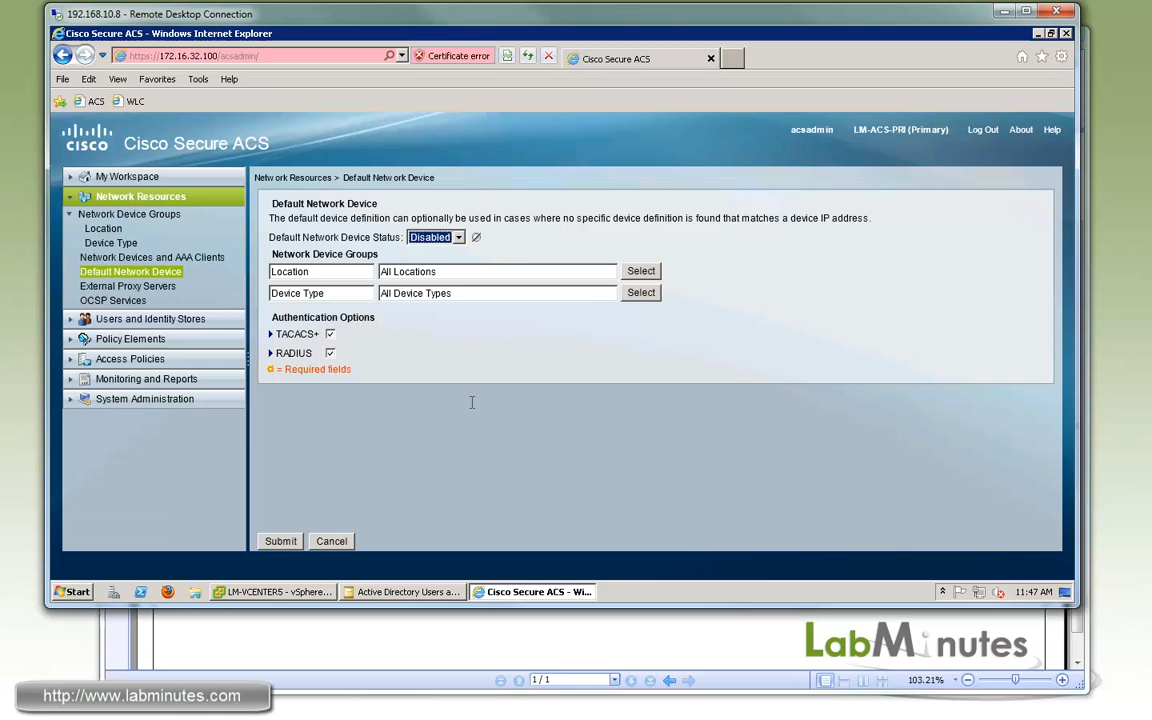 192.168.10.8 - Remote Desktop Connection
Cisco Secure ACS - Windows Internet Explorer
https://172.16.32.100/acsadmin/
Certificate error
Cisco Secure ACS
File Edit View Favorites Tools Help
ACS WLC
CISCO
Cisco Secure ACS
acsadmin LM-ACS-PRI (Primary) Log Out About Help
My Workspace
Network Resources
Network Device Groups
Location
Device Type
Network Devices and AAA Clients
Default Network Device
External Proxy Servers
OCSP Services
Users and Identity Stores
Policy Elements
Access Policies
Monitoring and Reports
System Administration
Network Resources > Default Network Device
Default Network Device
The default device definition can optionally be used in cases where no specific device definition is found that matches a device IP address.
Default Network Device Status: Disabled
Network Device Groups
Location All Locations Select
Device Type All Device Types Select
Authentication Options
TACACS+
RADIUS
= Required fields
Submit Cancel
Start
LM-VCENTER5 - vSphere...
Active Directory Users a...
Cisco Secure ACS - Wi...
11:47 AM
LabMinutes
1 / 1
103.21%
http://www.labminutes.com